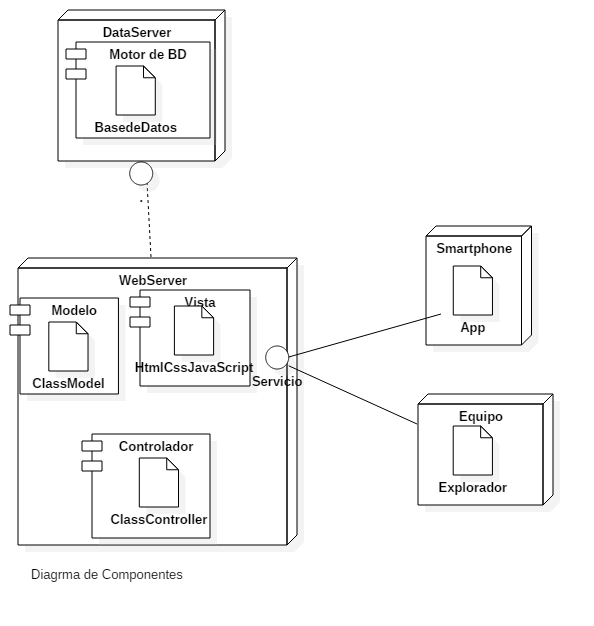 DataServer
Motor de BD
BasedeDatos
.
WebServer
Modelo
ClassModel
Vista
HtmlCssJavaScript
Servicio
Controlador
ClassController
Smartphone
App
Equipo
Explorador
Diagrma de Componentes